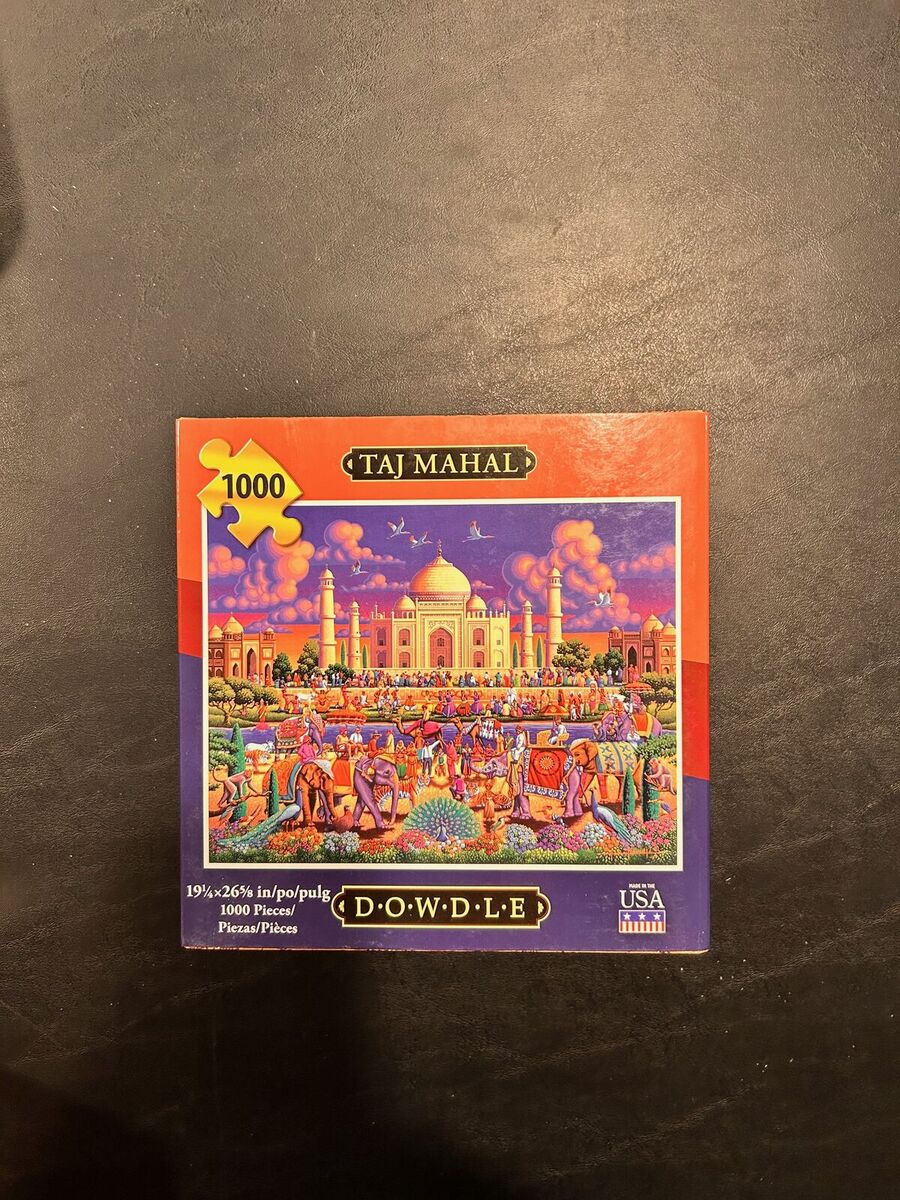 1000
TAJ MAHAL
19¼×26⅝ in/po/pulg
1000 Pieces/
Piezas/Pièces
D·O·W·D·L·E
MADE IN THE
USA